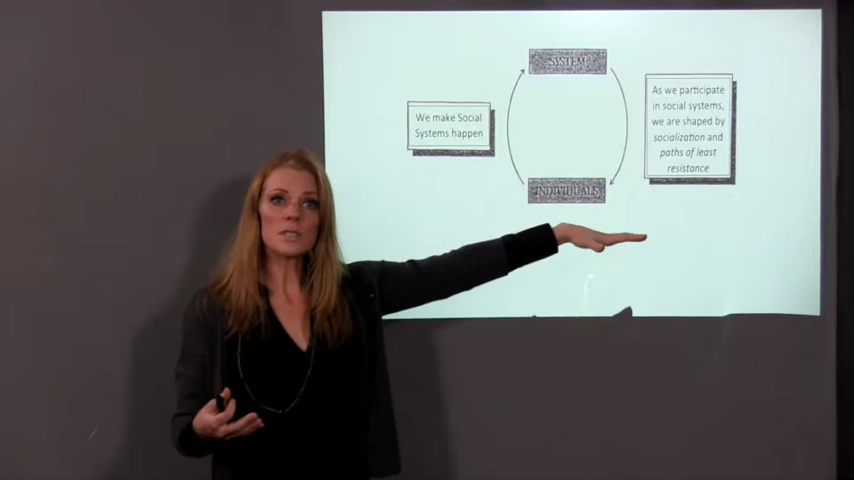 SYSTEM
We make Social
Systems happen
As we participate
in social systems,
we are shaped by
socialization and
paths of least
resistance
INDIVIDUALS